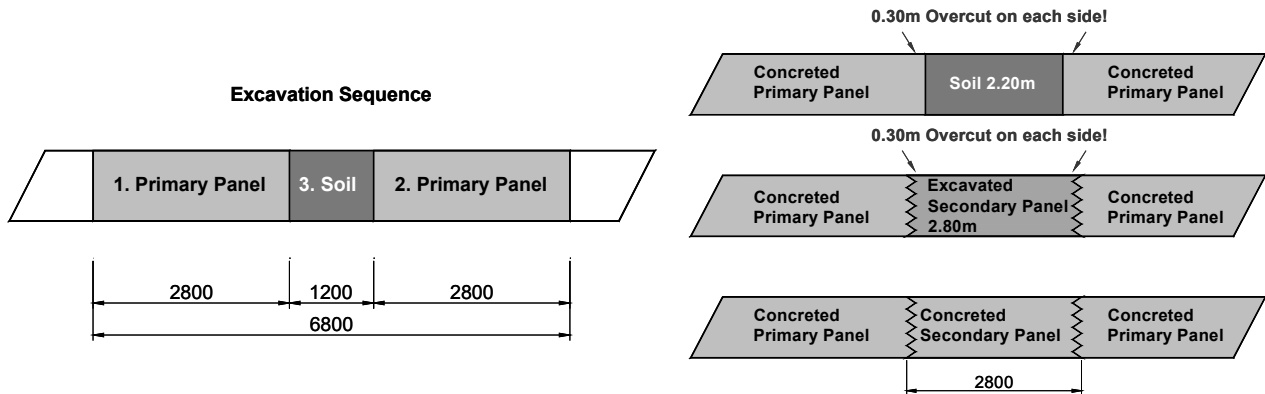 Excavation Sequence
1. Primary Panel
3. Soil
2. Primary Panel
2800
1200
2800
6800
0.30m Overcut on each side!
Concreted
Primary Panel
Soil 2.20m
Concreted
Primary Panel
0.30m Overcut on each side!
Concreted
Primary Panel
Excavated
Secondary Panel
2.80m
Concreted
Primary Panel
Concreted
Primary Panel
Concreted
Secondary Panel
Concreted
Primary Panel
2800